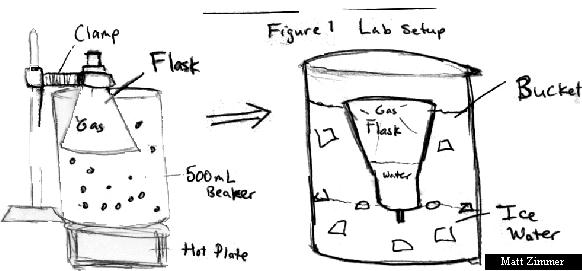 Figure 1 Lab Setup
Clamp
Flask
Gas
500mL
Beaker
Hot Plate
Gas
Flask
Water
Bucket
Ice
Water
Matt Zimmer